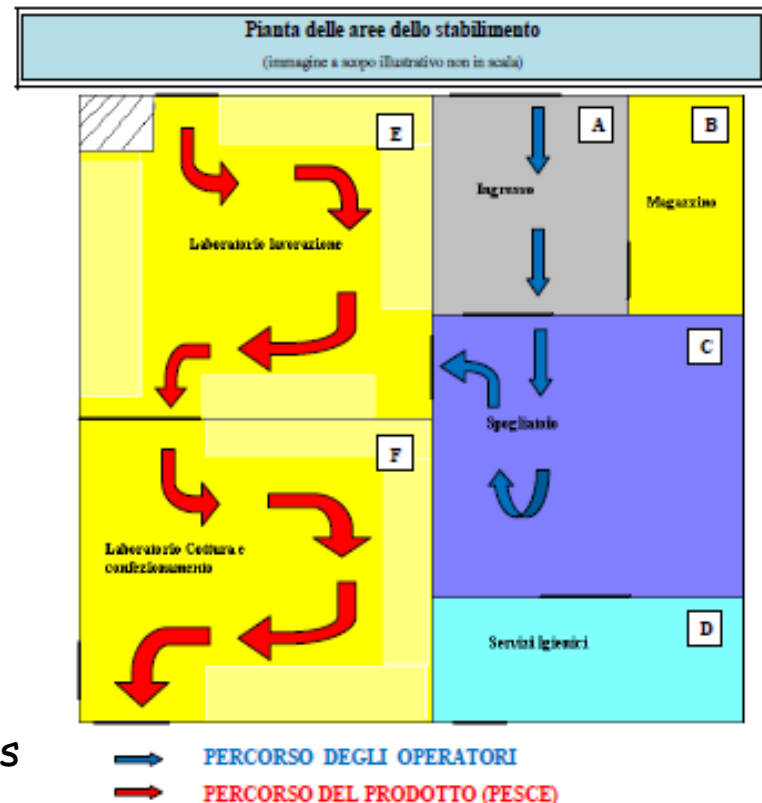 Pianta delle aree dello stabilimento
(immagine a scopo illustrativo non in scala)
E
A
B
Ingresso
Magazzino
Laboratorio lavorazione
C
Spogliatoio
F
Laboratorio Cottura e
confezionamento
D
Servizi Igienici
s
PERCORSO DEGLI OPERATORI
PERCORSO DEL PRODOTTO (PESCE)